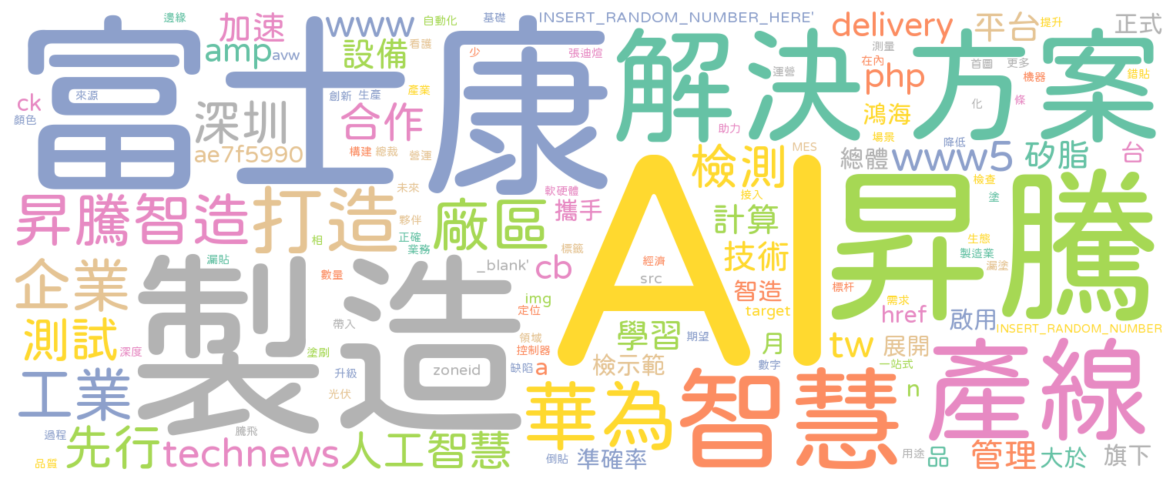 邊緣
加速
www
自動化
基礎
INSERT_RANDOM_NUMBER_HERE'
delivery
平台
提升
正式
富士康
amp
avw
設備
看護
少
張迪煊
解決方案
測量
在內
首圖
更多
機器
錯貼
ck
顏色
來源
深圳
創新
生產
產業
合作
運營
php
鴻海
化
條
ae7f5990
構建
總裁
營運
助力
場景
MES
總體
www5
降低
矽脂
台
檢測
AI
昇騰
昇騰智造
打造
未來
夥伴
相
正確
業務
廠區
軟硬體
攜手
接入
計算
檢查
塗
標籤
生態
製造業
企業
漏貼
製造
數量
_blank'
cb
經濟
src
技術
智造
漏塗
標杆
img
定位
target
需求
href
啟用
INSERT_RANDOM_NUMBER
測試
深度
帶入
塗刷
領域
控制器
學習
期望
月
tw
展開
工業
升級
光伏
zoneid
缺陷
a
檢示範
數字
一站式
產線
華為
智慧
n
過程
先行
騰飛
technews
人工智慧
品質
倒貼
準確率
用途
品
管理
大於
旗下